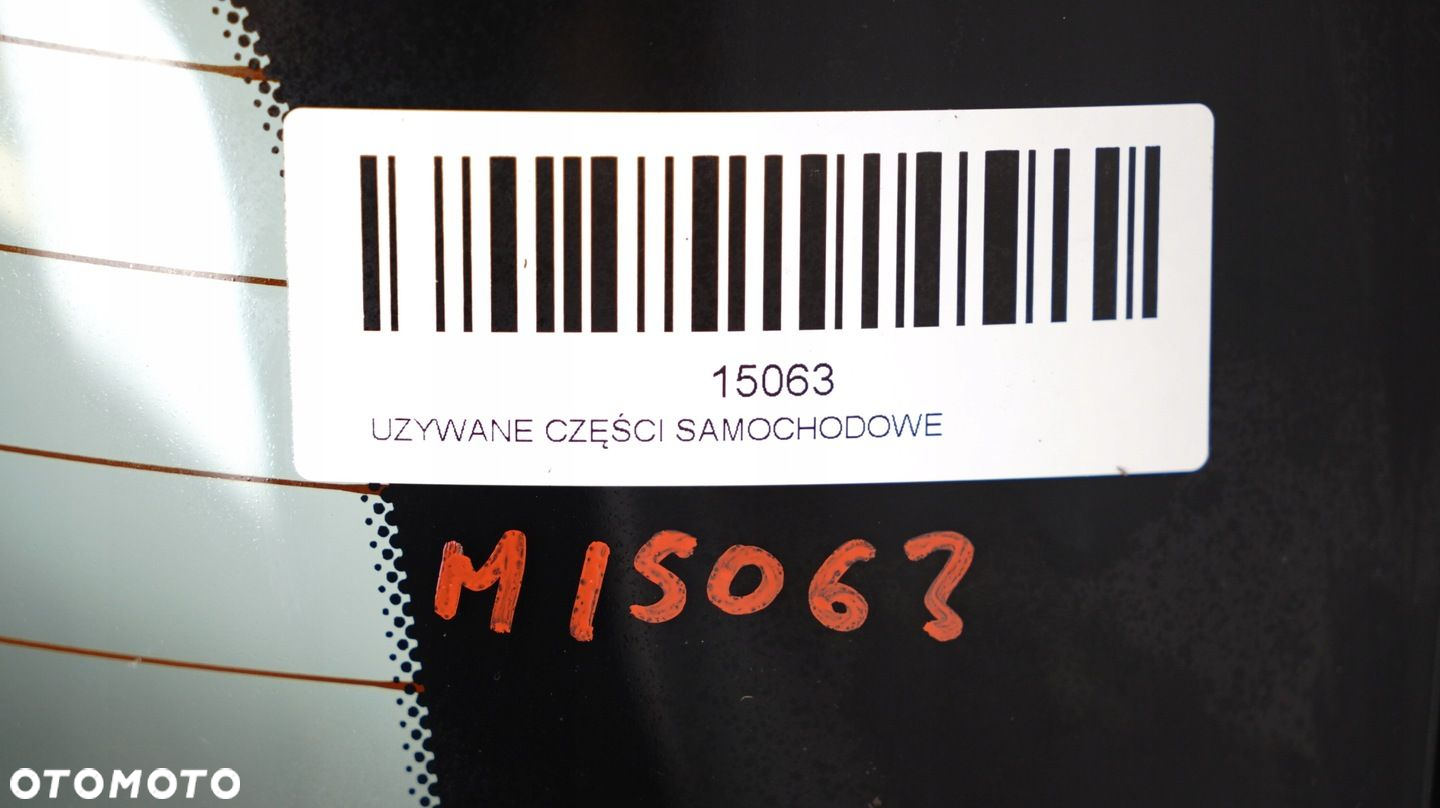 15063
UZYWANE CZĘŚCI SAMOCHODOWE
M15063
OTOMOTO